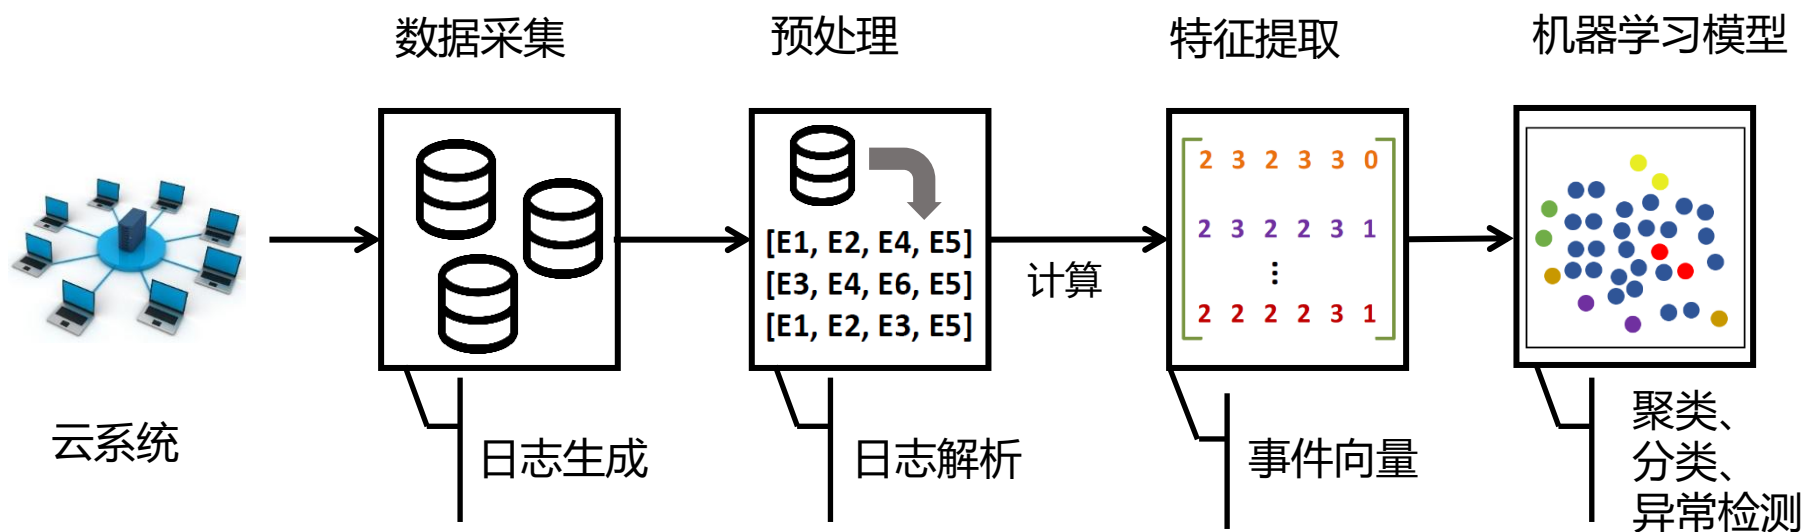 数据采集
预处理
特征提取
机器学习模型
云系统
[E1, E2, E4, E5]
[E3, E4, E6, E5]
[E1, E2, E3, E5]
计算
2 3 2 3 3 0
2 3 2 2 3 1
⋮
2 2 2 2 3 1
日志生成
日志解析
事件向量
聚类、
分类、
异常检测